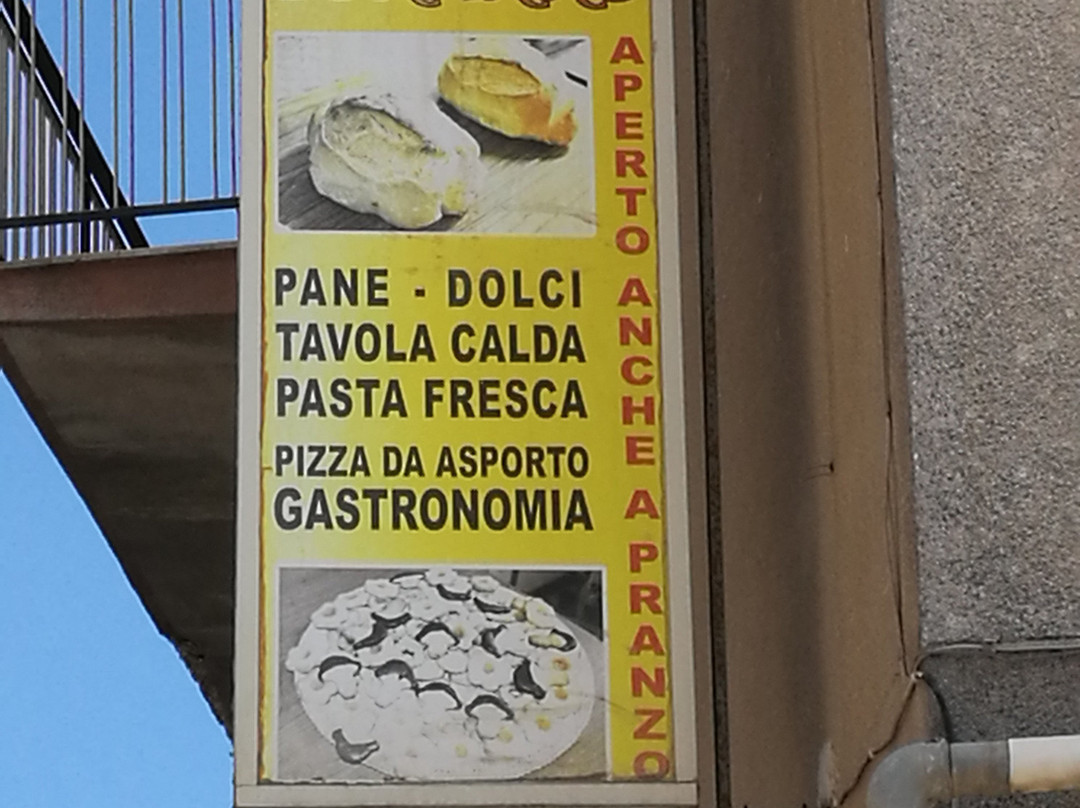 PANE - DOLCI
TAVOLA CALDA
PASTA FRESCA
PIZZA DA ASPORTO
GASTRONOMIA
APERTO ANCHE A PRANZO